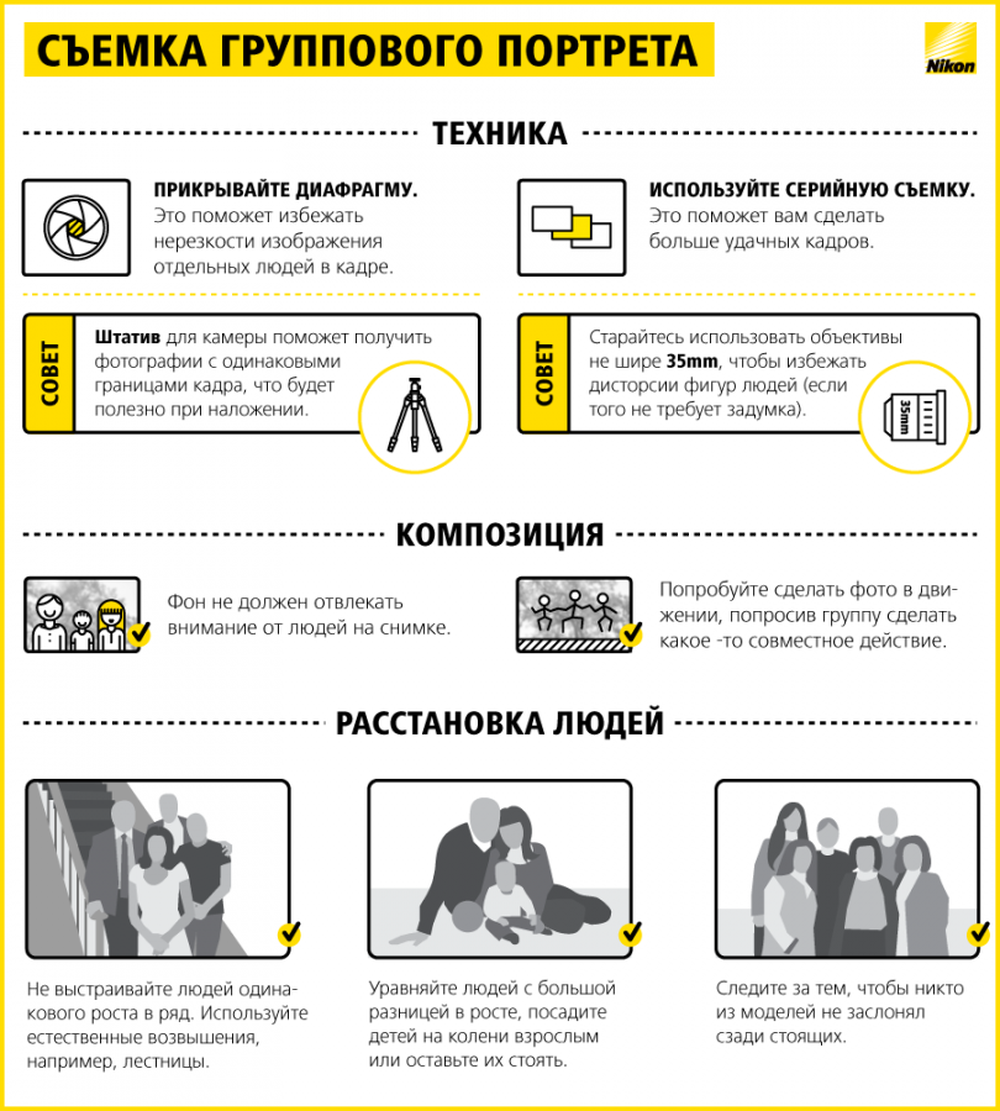 СЪЕМКА ГРУППОВОГО ПОРТРЕТА
Nikon
ТЕХНИКА
ПРИКРЫВАЙТЕ ДИАФРАГМУ.
Это поможет избежать
нерезкости изображения
отдельных людей в кадре.
ИСПОЛЬЗУЙТЕ СЕРИЙНУЮ СЪЕМКУ.
Это поможет вам сделать
больше удачных кадров.
СОВЕТ
Штатив для камеры поможет получить
фотографии с одинаковыми
границами кадра, что будет
полезно при наложении.
СОВЕТ
Старайтесь использовать объективы
не шире 35mm, чтобы избежать
дисторсии фигур людей (если
того не требует задумка).
35mm
КОМПОЗИЦИЯ
Фон не должен отвлекать
внимание от людей на снимке.
Попробуйте сделать фото в дви-
жении, попросив группу сделать
какое -то совместное действие.
РАССТАНОВКА ЛЮДЕЙ
Не выстраивайте людей одина-
кового роста в ряд. Используйте
естественные возвышения,
например, лестницы.
Уравняйте людей с большой
разницей в росте, посадите
детей на колени взрослым
или оставьте их стоять.
Следите за тем, чтобы никто
из моделей не заслонял
сзади стоящих.